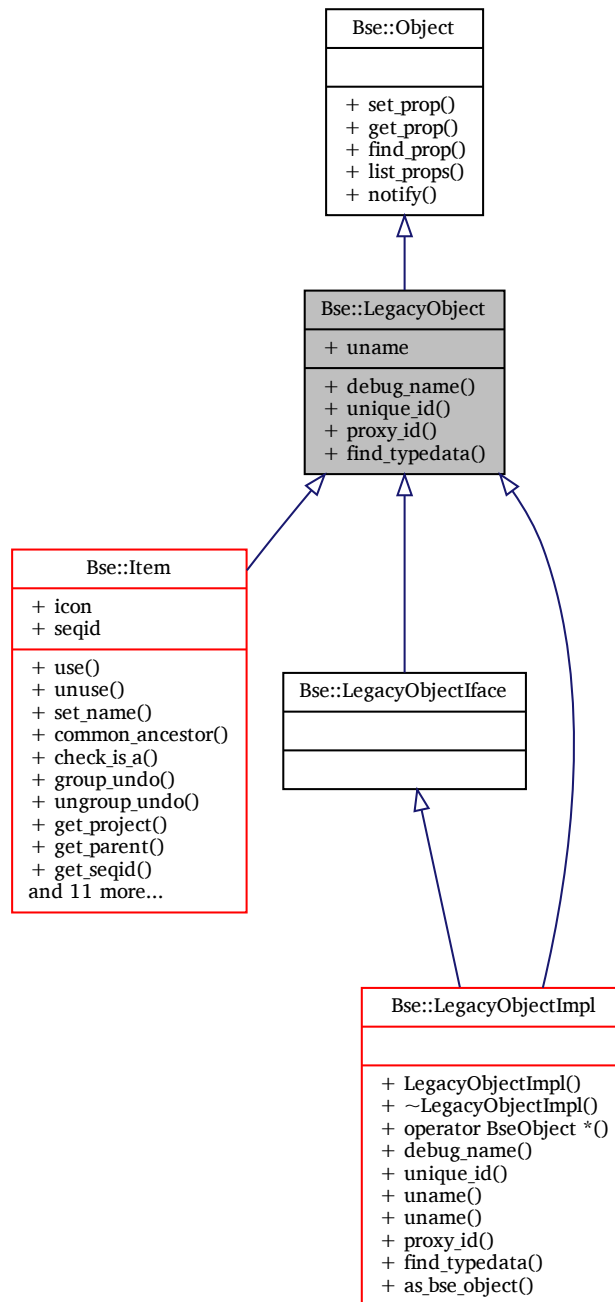 Bse::Object
+ set_prop()
+ get_prop()
+ find_prop()
+ list_props()
+ notify()
Bse::LegacyObject
+ uname
+ debug_name()
+ unique_id()
+ proxy_id()
+ find_typedata()
Bse::Item
+ icon
+ seqid
+ use()
+ unuse()
+ set_name()
+ common_ancestor()
+ check_is_a()
+ group_undo()
+ ungroup_undo()
+ get_project()
+ get_parent()
+ get_seqid()
and 11 more...
Bse::LegacyObjectIface
Bse::LegacyObjectImpl
+ LegacyObjectImpl()
+ ~LegacyObjectImpl()
+ operator BseObject *()
+ debug_name()
+ unique_id()
+ uname()
+ uname()
+ proxy_id()
+ find_typedata()
+ as_bse_object()